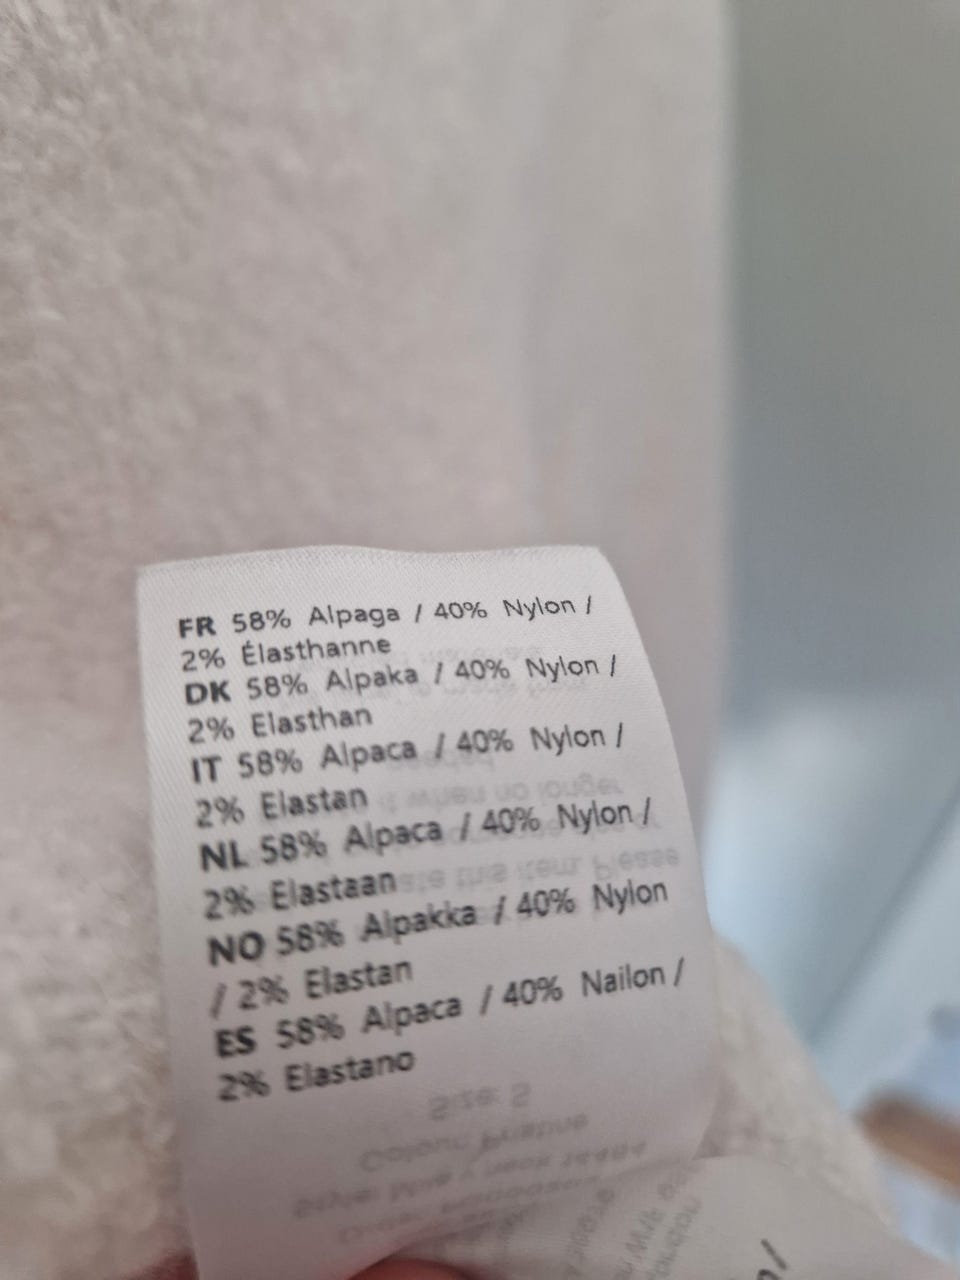 FR 58% Alpaga / 40% Nylon /
2% Élasthanne
DK 58% Alpaka / 40% Nylon /
2% Elasthan
IT 58% Alpaca / 40% Nylon /
2% Elastan
NL 58% Alpaca / 40% Nylon /
2% Elastaan
NO 58% Alpakka / 40% Nylon
/ 2% Elastan
ES 58% Alpaca / 40% Nailon /
2% Elastano